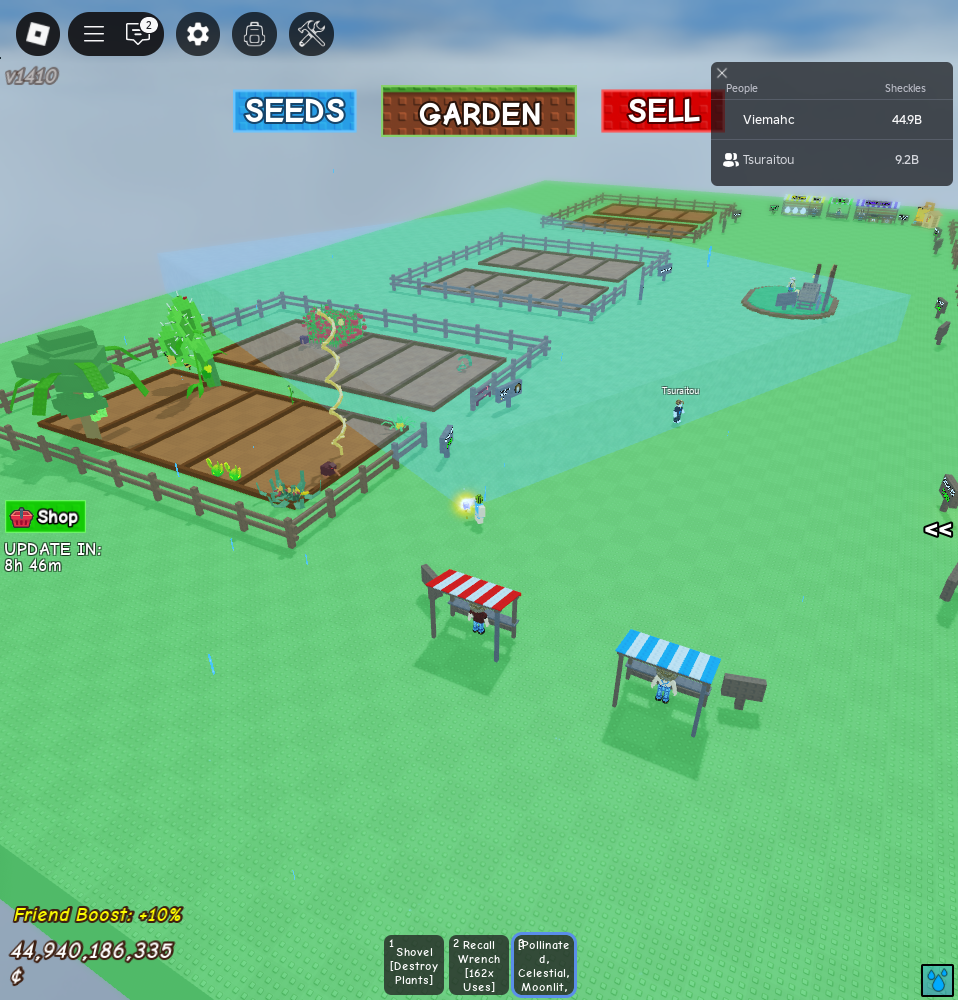 2
v1410
SEEDS
GARDEN
SELL
People Sheckles
Viemahc 44.9B
Tsuraitou 9.2B
Tsuraitou
Shop
UPDATE IN:
8h 46m
<<
Friend Boost: +10%
44,940,186,335
¢
1
Shovel
[Destroy
Plants]
2 Recall
Wrench
[162x
Uses]
3
Pollinate
d,
Celestial,
Moonlit,